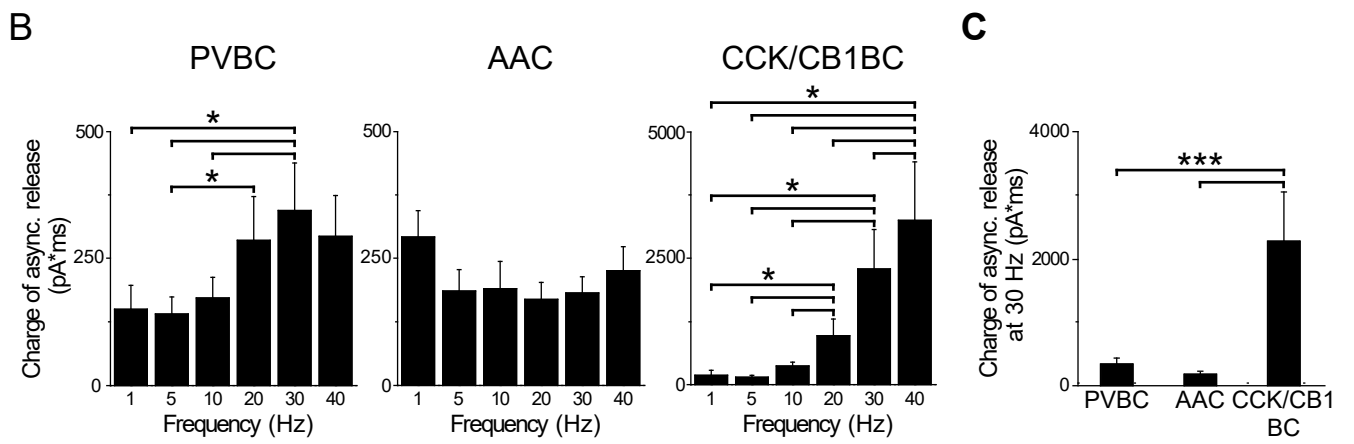 B
C
PVBC
AAC
CCK/CB1BC
Charge of async. release
(pA*ms)
500
250
0
*
*
1 5 10 20 30 40
Frequency (Hz)
500
250
0
1 5 10 20 30 40
Frequency (Hz)
5000
2500
0
*
*
*
1 5 10 20 30 40
Frequency (Hz)
Charge of async. release
at 30 Hz (pA*ms)
4000
2000
0
***
PVBC AAC CCK/CB1
BC